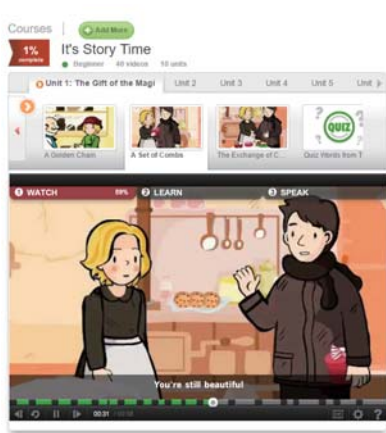 Courses
Add More
1%
complete
It's Story Time
Beginner 40 videos 10 units
Unit 1: The Gift of the Magi Unit 2 Unit 3 Unit 4 Unit 5 Unit
A Golden Chain A Set of Combs The Exchange of C... Quiz Words from T
QUIZ
1 WATCH 89% 2 LEARN 3 SPEAK
You're still beautiful
00:31
?